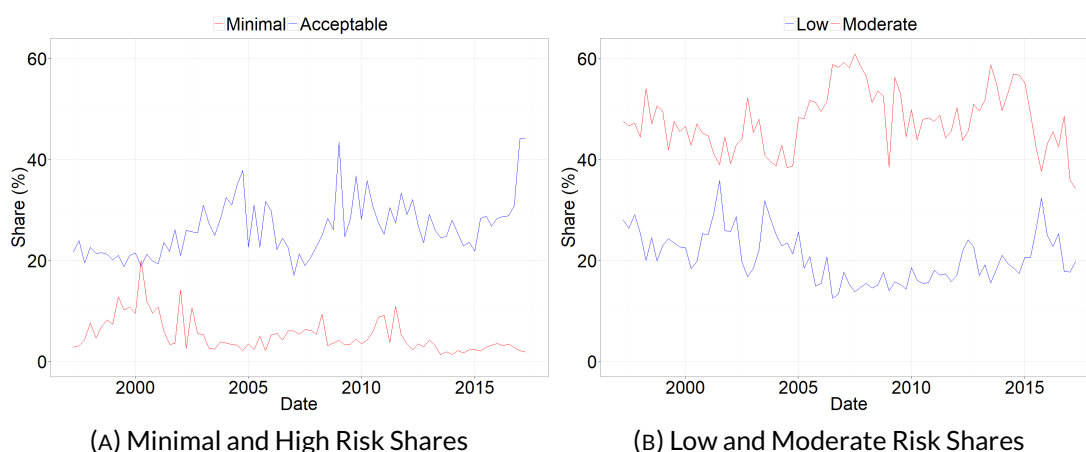 Minimal Acceptable
Share (%)
60
40
20
0
2000 2005 2010 2015
Date
(A) Minimal and High Risk Shares
Low Moderate
Share (%)
60
40
20
0
2000 2005 2010 2015
Date
(B) Low and Moderate Risk Shares